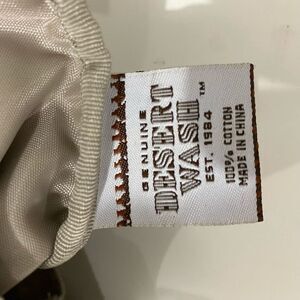 GENUINE
DESERT
WASH™
EST. 1984
100% COTTON
MADE IN CHINA